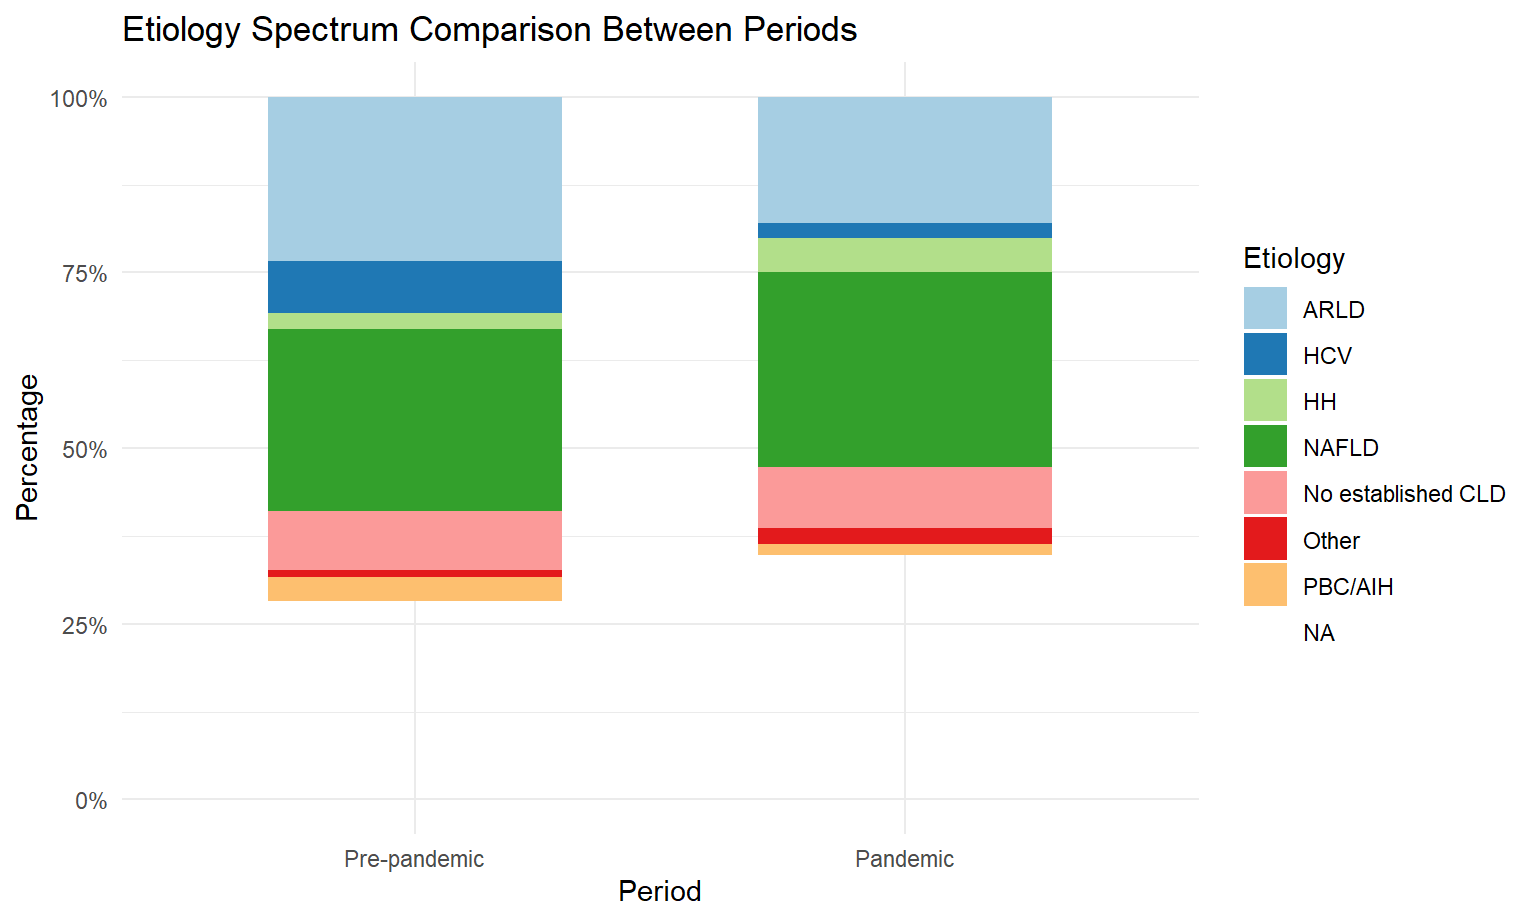 Etiology Spectrum Comparison Between Periods
100%
75%
50%
25%
0%
Percentage
Pre-pandemic
Pandemic
Period
Etiology
ARLD
HCV
HH
NAFLD
No established CLD
Other
PBC/AIH
NA